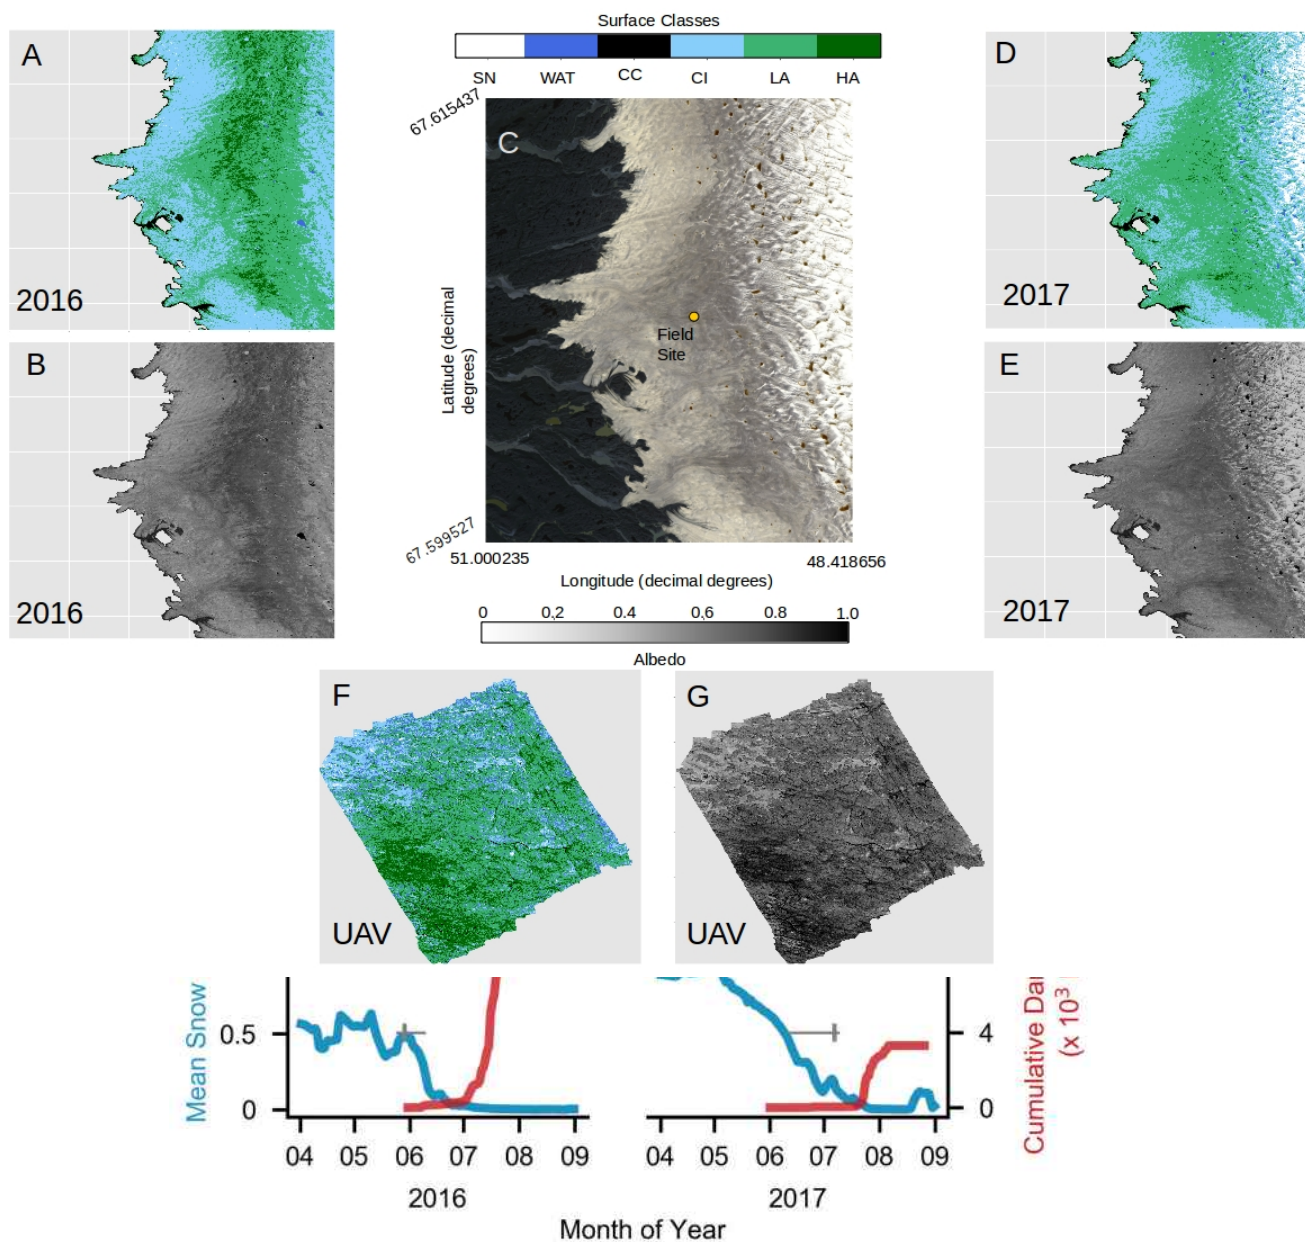 Surface Classes
SN WAT CC CI LA HA
A
2016
B
2016
67.615437
C
Field
Site
Latitude (decimal
degrees)
67.599527
51.000235 48.418656
Longitude (decimal degrees)
0 0,2 0.4 0,6 0.8 1.0
Albedo
D
2017
E
2017
F
UAV
G
UAV
Mean Snow
0.5
0
04 05 06 07 08 09
2016
04 05 06 07 08 09
2017
4
0
Cumulative
(x 10³
Month of Year